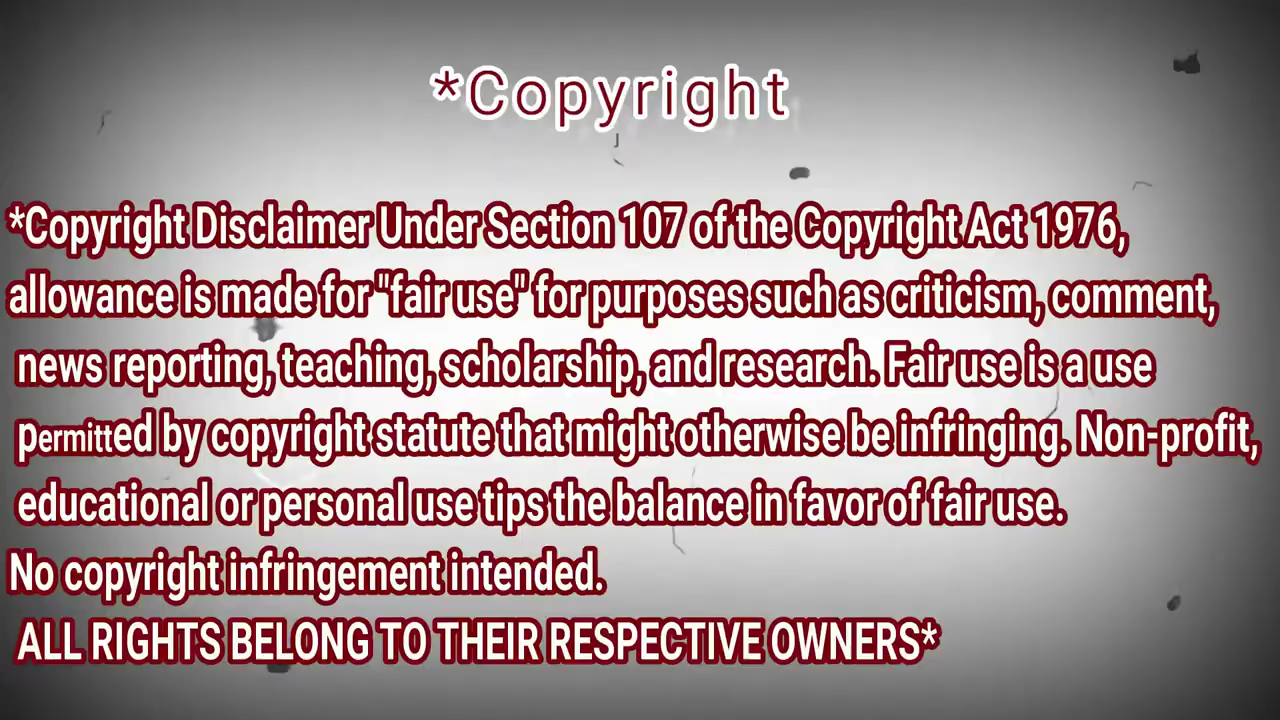 *Copyright
*Copyright Disclaimer Under Section 107 of the Copyright Act 1976,
allowance is made for "fair use" for purposes such as criticism, comment,
news reporting, teaching, scholarship, and research. Fair use is a use
permitted by copyright statute that might otherwise be infringing. Non-profit,
educational or personal use tips the balance in favor of fair use.
No copyright infringement intended.
ALL RIGHTS BELONG TO THEIR RESPECTIVE OWNERS*